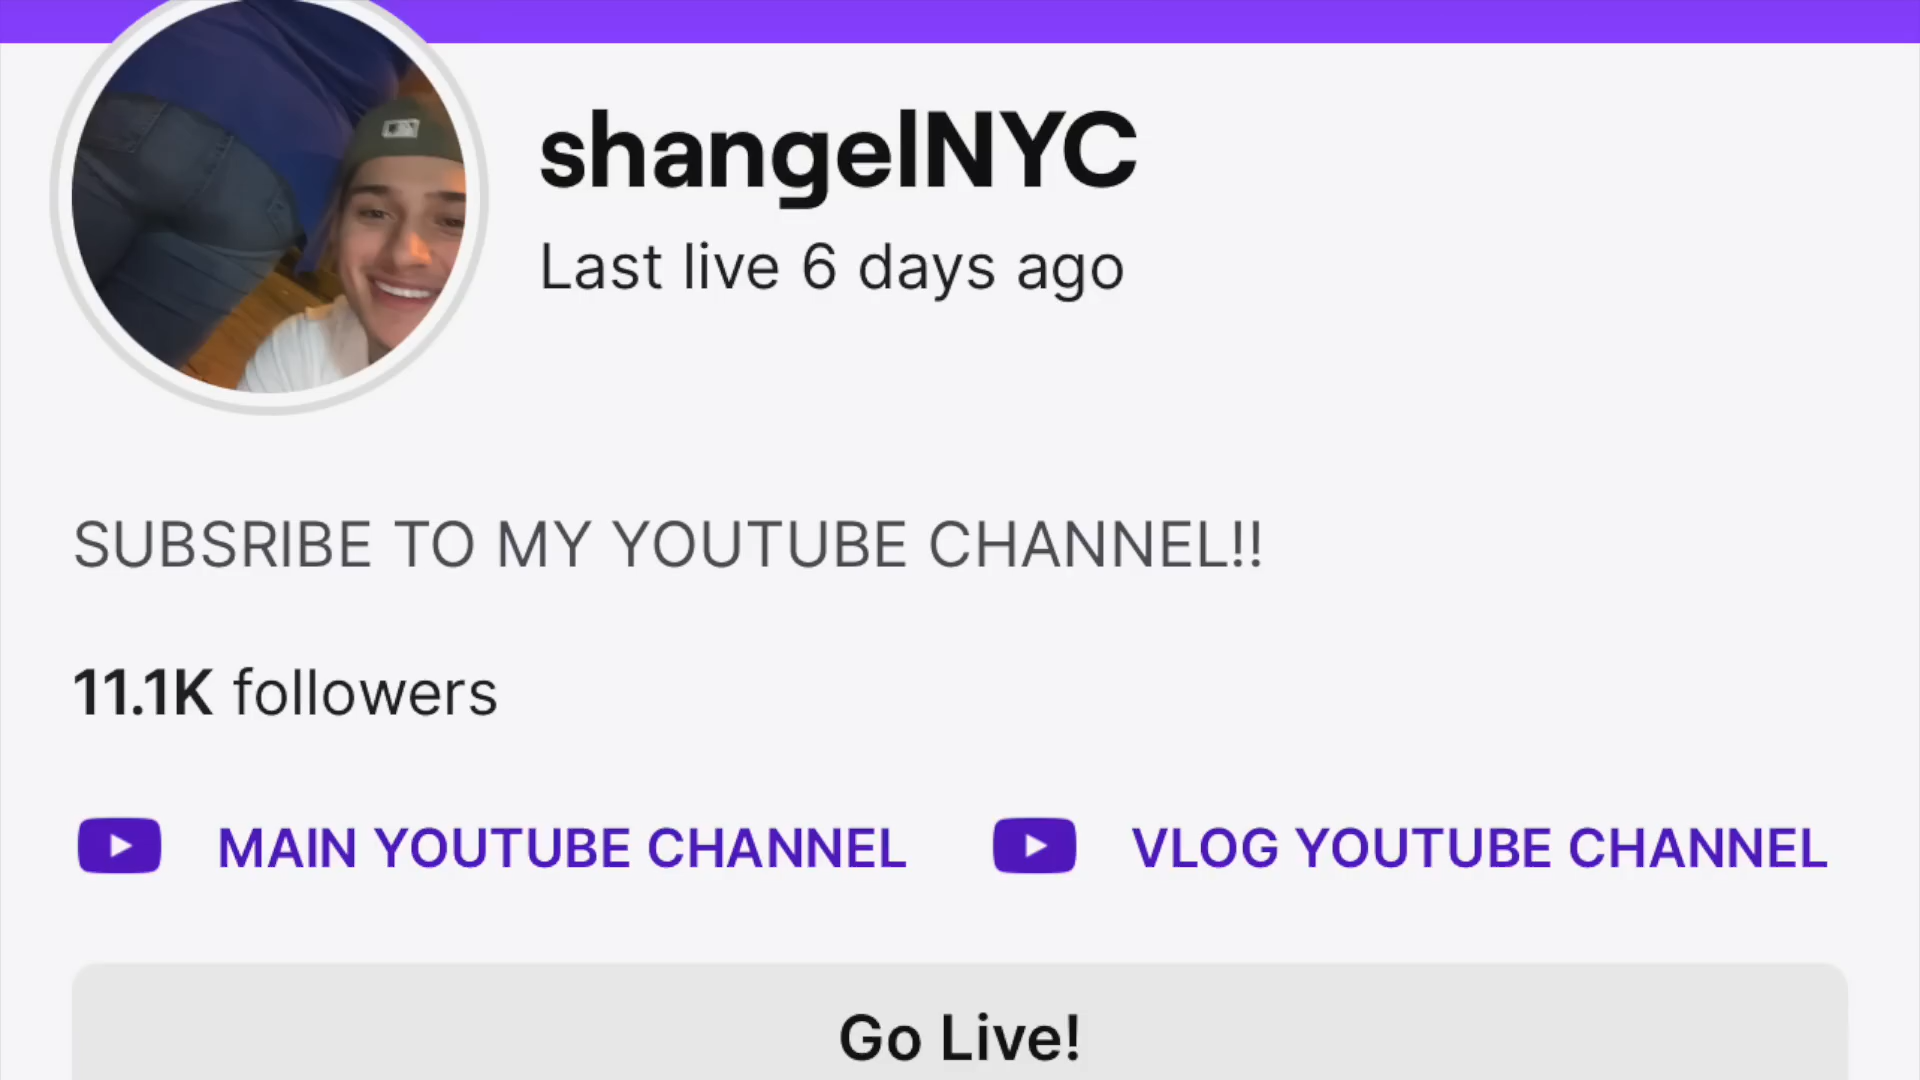 shangelNYC
Last live 6 days ago
SUBSRIBE TO MY YOUTUBE CHANNEL!!
11.1K followers
MAIN YOUTUBE CHANNEL
VLOG YOUTUBE CHANNEL
Go Live!